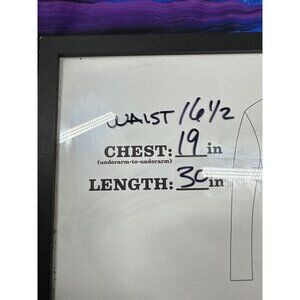 WAIST 16 1/2
CHEST: 19 in
(underarm-to-underarm)
LENGTH: 30 in